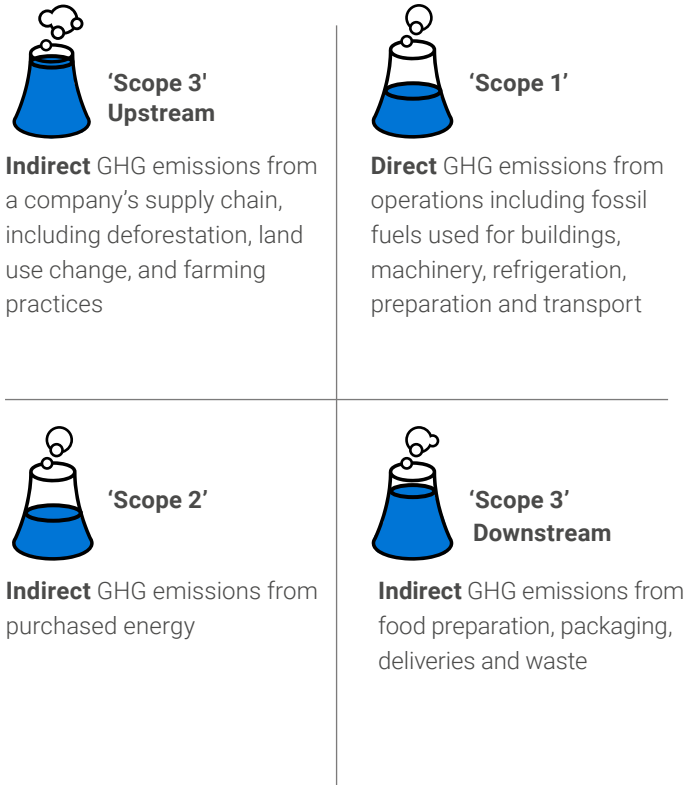 ‘Scope 3'
Upstream
Indirect GHG emissions from
a company’s supply chain,
including deforestation, land
use change, and farming
practices
‘Scope 1’
Direct GHG emissions from
operations including fossil
fuels used for buildings,
machinery, refrigeration,
preparation and transport
‘Scope 2’
Indirect GHG emissions from
purchased energy
‘Scope 3’
Downstream
Indirect GHG emissions from
food preparation, packaging,
deliveries and waste